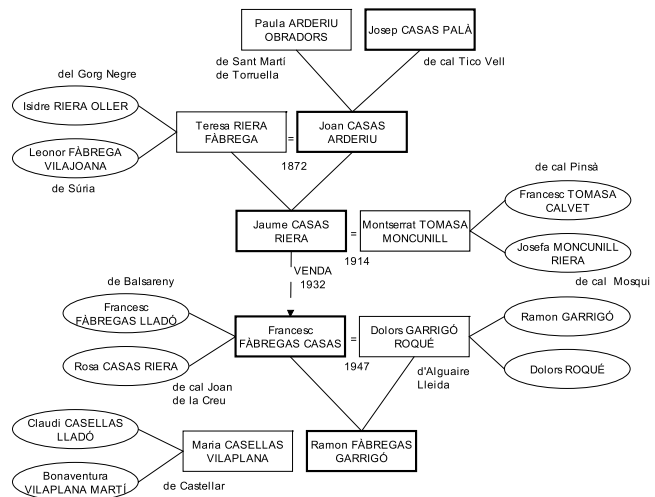 Paula ARDERIU
OBRADORS
Josep CASAS PALÀ
de Sant Martí
de Torruella
de cal Tico Vell
del Gorg Negre
Isidre RIERA OLLER
Teresa RIERA
FÀBREGA
=
Joan CASAS
ARDERIU
Leonor FÀBREGA
VILAJOANA
1872
de Súria
de cal Pinsà
Francesc TOMASA
CALVET
Jaume CASAS
RIERA
=
Montserrat TOMASA
MONCUNILL
Josefa MONCUNILL
RIERA
1914
VENDA
1932
de cal Mosqui
de Balsareny
Francesc
FÀBREGAS LLADÓ
Ramon GARRIGÓ
Francesc
FÀBREGAS CASAS
=
Dolors GARRIGÓ
ROQUÉ
Rosa CASAS RIERA
1947
Dolors ROQUÉ
de cal Joan
de la Creu
d'Alguaire
Lleida
Claudi CASELLAS
LLADÓ
Maria CASELLAS
VILAPLANA
Ramon FÀBREGAS
GARRIGÓ
Bonaventura
VILAPLANA MARTÍ
de Castellar